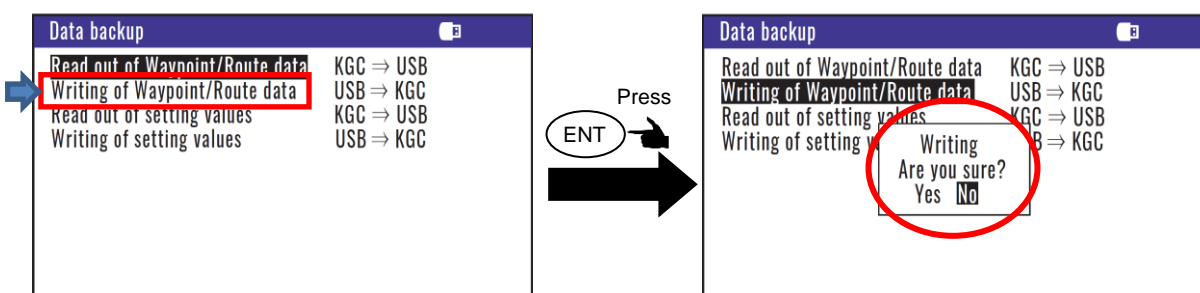 Data backup
Read out of Waypoint/Route data KGC ⇒ USB
Writing of Waypoint/Route data USB ⇒ KGC
Read out of setting values KGC ⇒ USB
Writing of setting values USB ⇒ KGC
Press
ENT
Data backup
Read out of Waypoint/Route data KGC ⇒ USB
Writing of Waypoint/Route data USB ⇒ KGC
Read out of setting values KGC ⇒ USB
Writing of setting v B ⇒ KGC
Writing
Are you sure?
Yes No